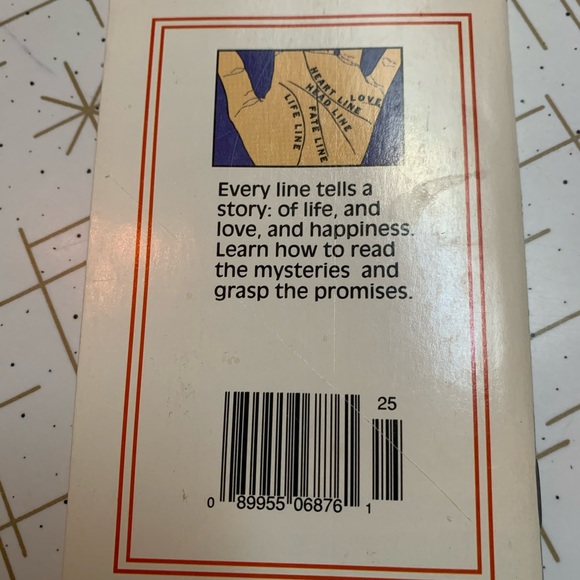 HEART LINE
LOVE
HEAD LINE
LIFE LINE
FATE LINE
Every line tells a
story: of life, and
love, and happiness.
Learn how to read
the mysteries and
grasp the promises.
25
0 89955 06876 1